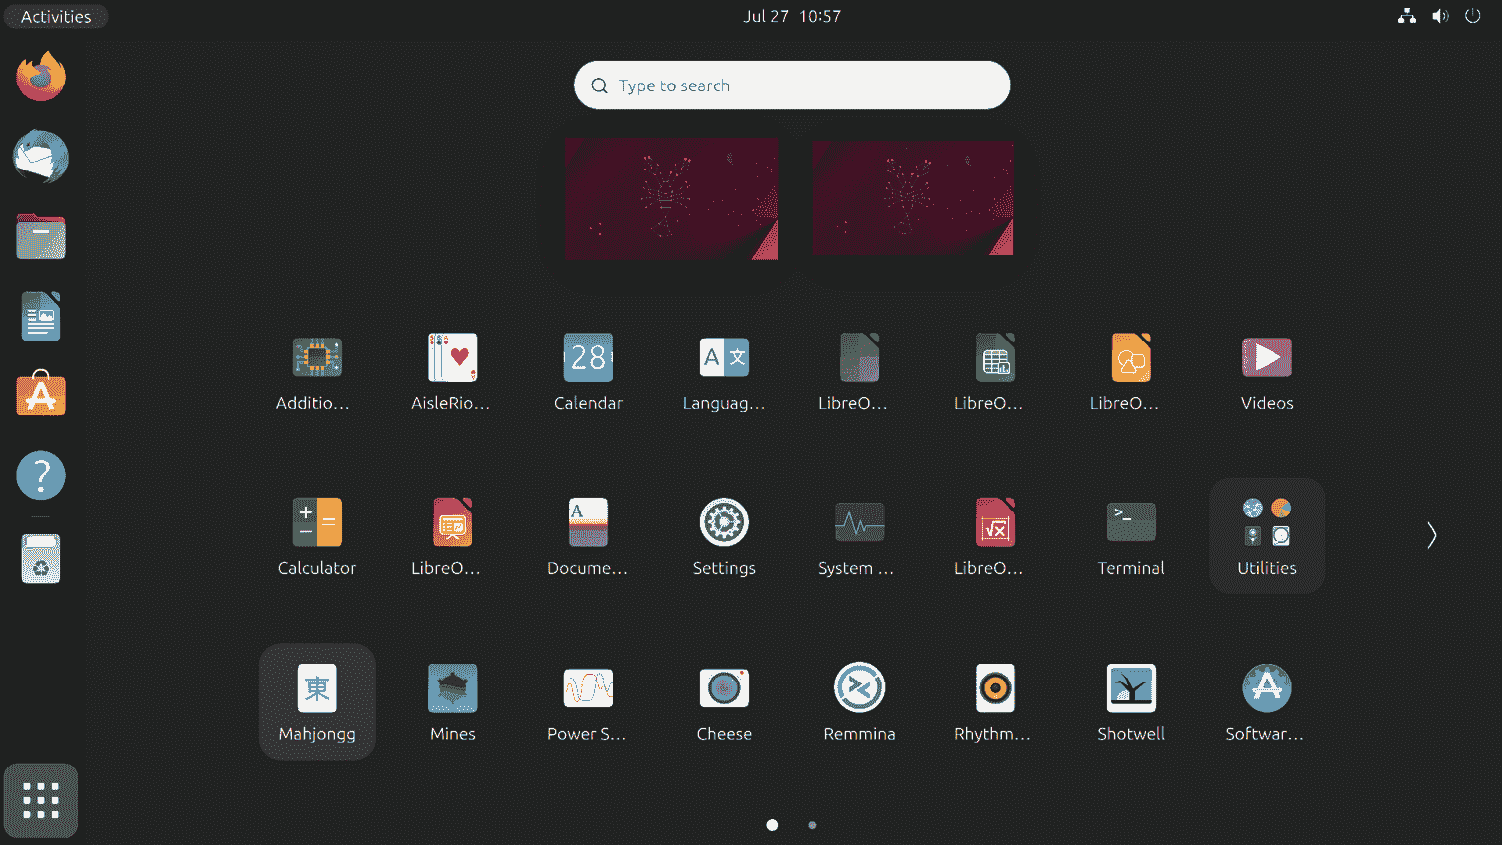 Activities
Jul 27 10:57
Type to search
Additio...
AisleRio...
28
Calendar
A 文
Languag...
LibreO...
LibreO...
LibreO...
Videos
Calculator
LibreO...
A
Docume...
Settings
System ...
√x
LibreO...
>_
Terminal
Utilities
東
Mahjongg
Mines
Power S...
Cheese
Remmina
Rhythm...
Shotwell
Softwar...